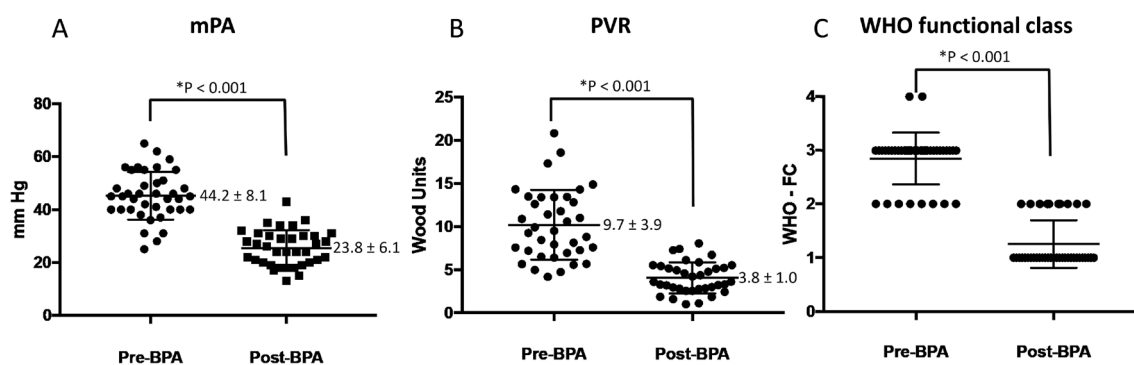 A
mPA
*P < 0.001
80
60
40
20
0
mm Hg
44.2 ± 8.1
23.8 ± 6.1
Pre-BPA
Post-BPA
B
PVR
*P < 0.001
25
20
15
10
5
0
Wood Units
9.7 ± 3.9
3.8 ± 1.0
Pre-BPA
Post-BPA
C
WHO functional class
*P < 0.001
4
3
2
1
0
WHO - FC
Pre-BPA
Post-BPA